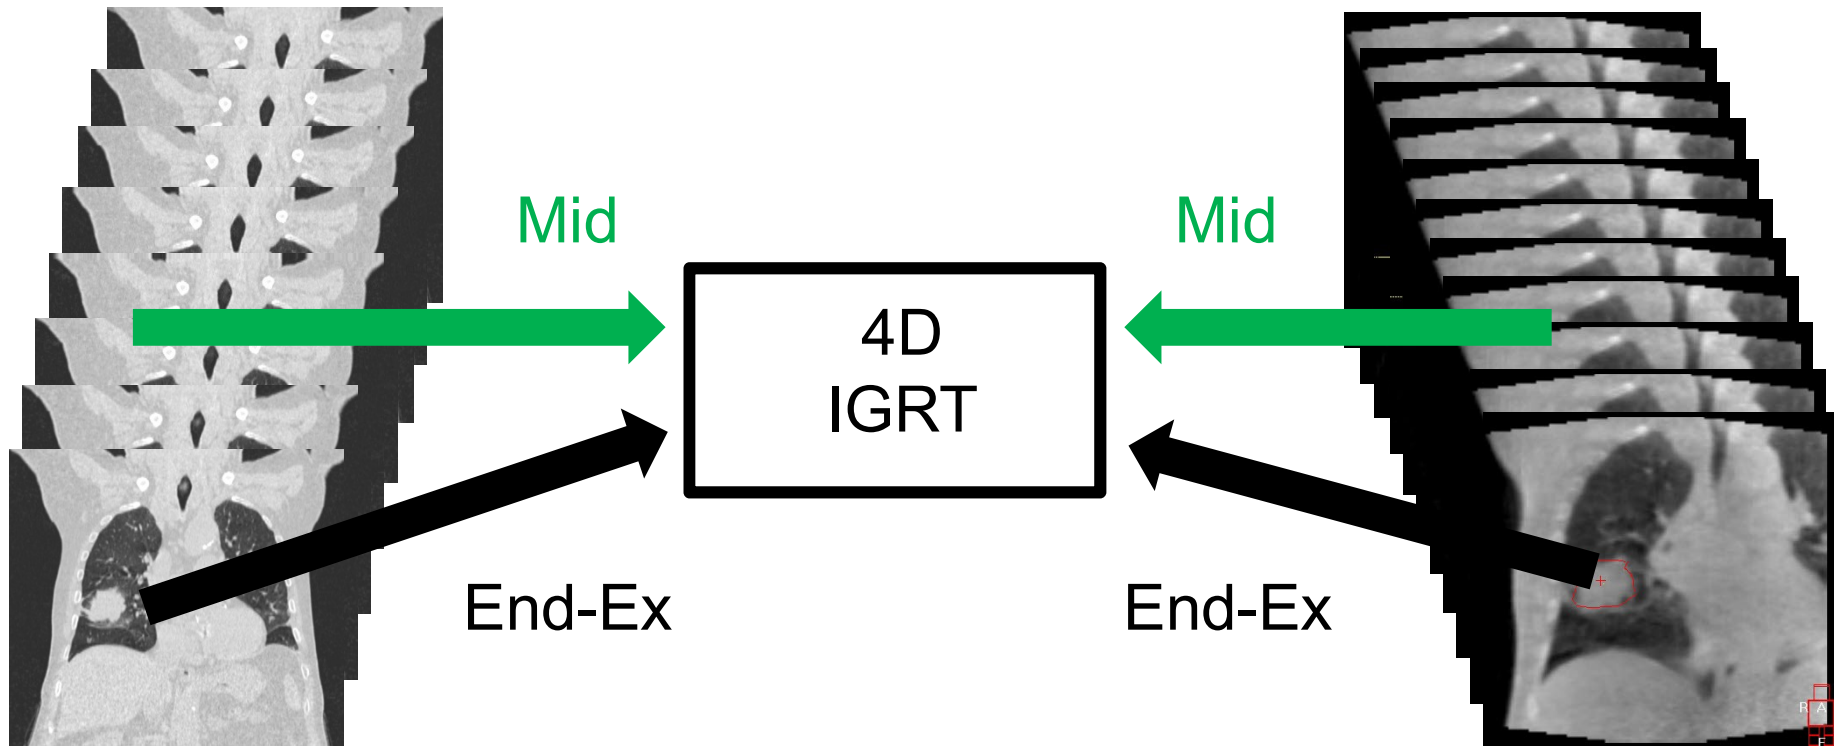 Mid
Mid
4D
IGRT
End-Ex
End-Ex
R A
F